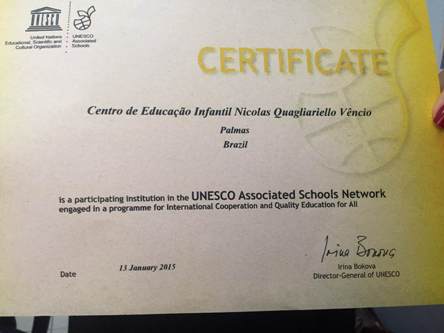 UNESCO
United Nations
Educational, Scientific and
Cultural Organization
UNESCO
Associated
Schools
CERTIFICATE
Centro de Educação Infantil Nicolas Quagliariello Vêncio
Palmas
Brazil
is a participating institution in the UNESCO Associated Schools Network
engaged in a programme for International Cooperation and Quality Education for All
Irina Bokova
Irina Bokova
Director-General of UNESCO
Date 13 January 2015